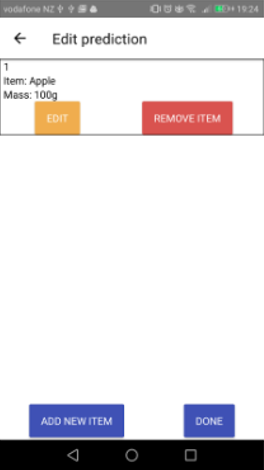 vodafone NZ 19:24
Edit prediction
1
Item: Apple
Mass: 100g
EDIT REMOVE ITEM
ADD NEW ITEM DONE